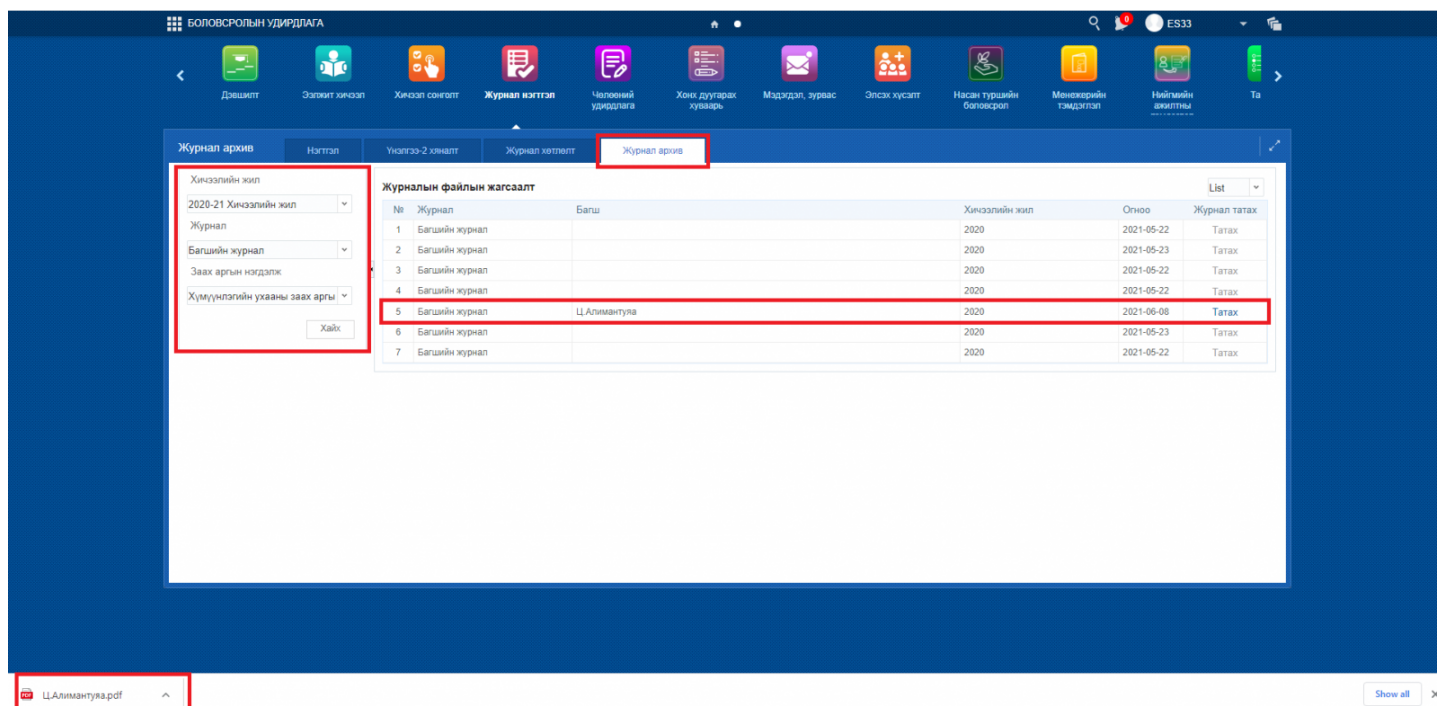 БОЛОВСРОЛЫН УДИРДЛАГА
0
ES33
Дэвшилт
Ээлжит хичээл
Хичээл сонголт
Журнал нэгтгэл
Чөлөөний удирдлага
Хонх дуугарах хуваарь
Мэдэгдэл, зурвас
Элсэх хүсэлт
Насан туршийн боловсрол
Менежерийн тэмдэглэл
Нийгмийн ажилтны
Та
Журнал архив
Нэгтгэл
Үнэлгээ-2 хяналт
Журнал хөтлөлт
Журнал архив
Хичээлийн жил
2020-21 Хичээлийн жил
Журнал
Багшийн журнал
Заах аргын нэгдэлж
Хүмүүнлэгийн ухааны заах аргы
Хайх
Журналын файлын жагсаалт
List
№ Журнал Багш Хичээлийн жил Огноо Журнал татах
1 Багшийн журнал 2020 2021-05-22 Татах
2 Багшийн журнал 2020 2021-05-23 Татах
3 Багшийн журнал 2020 2021-05-22 Татах
4 Багшийн журнал 2020 2021-05-22 Татах
5 Багшийн журнал Ц.Алимантуяа 2020 2021-06-08 Татах
6 Багшийн журнал 2020 2021-05-23 Татах
7 Багшийн журнал 2020 2021-05-22 Татах
PDF
Ц.Алимантуяа.pdf
Show all